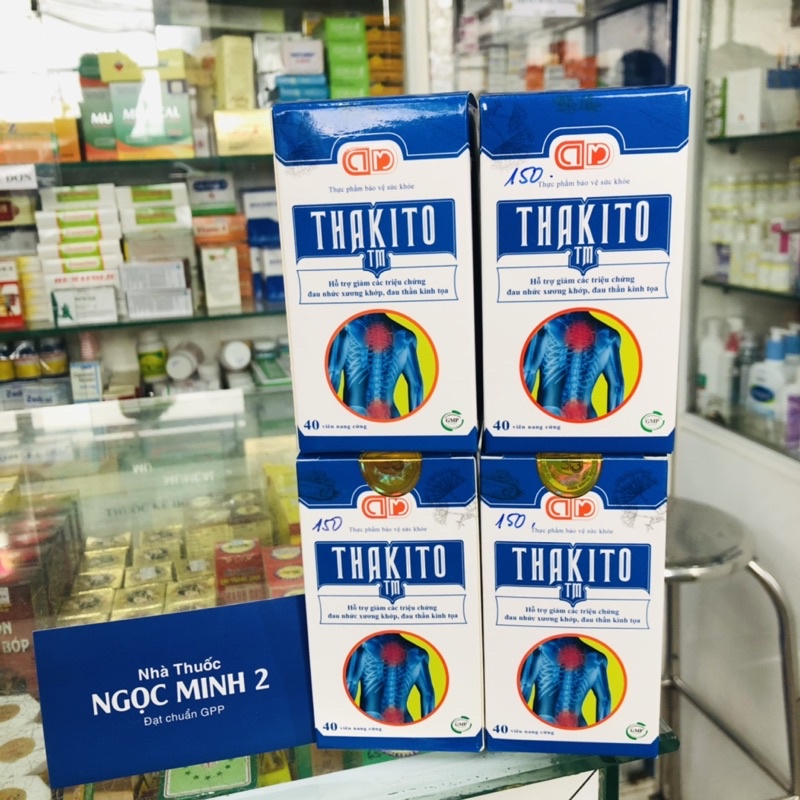 Thực phẩm bảo vệ sức khỏe
THAKITO
TM
Hỗ trợ giảm các triệu chứng
đau nhức xương khớp, đau thần kinh tọa
40 viên nang cứng
GMP
150.
Thực phẩm bảo vệ sức khỏe
THAKITO
TM
Hỗ trợ giảm các triệu chứng
đau nhức xương khớp, đau thần kinh tọa
40 viên nang cứng
GMP
150
Thực phẩm bảo vệ sức khỏe
THAKITO
TM
Hỗ trợ giảm các triệu chứng
đau nhức xương khớp, đau thần kinh tọa
40 viên nang cứng
GMP
150.
Thực phẩm bảo vệ sức khỏe
THAKITO
TM
Hỗ trợ giảm các triệu chứng
đau nhức xương khớp, đau thần kinh tọa
40 viên nang cứng
GMP
Nhà Thuốc
NGỌC MINH 2
Đạt chuẩn GPP